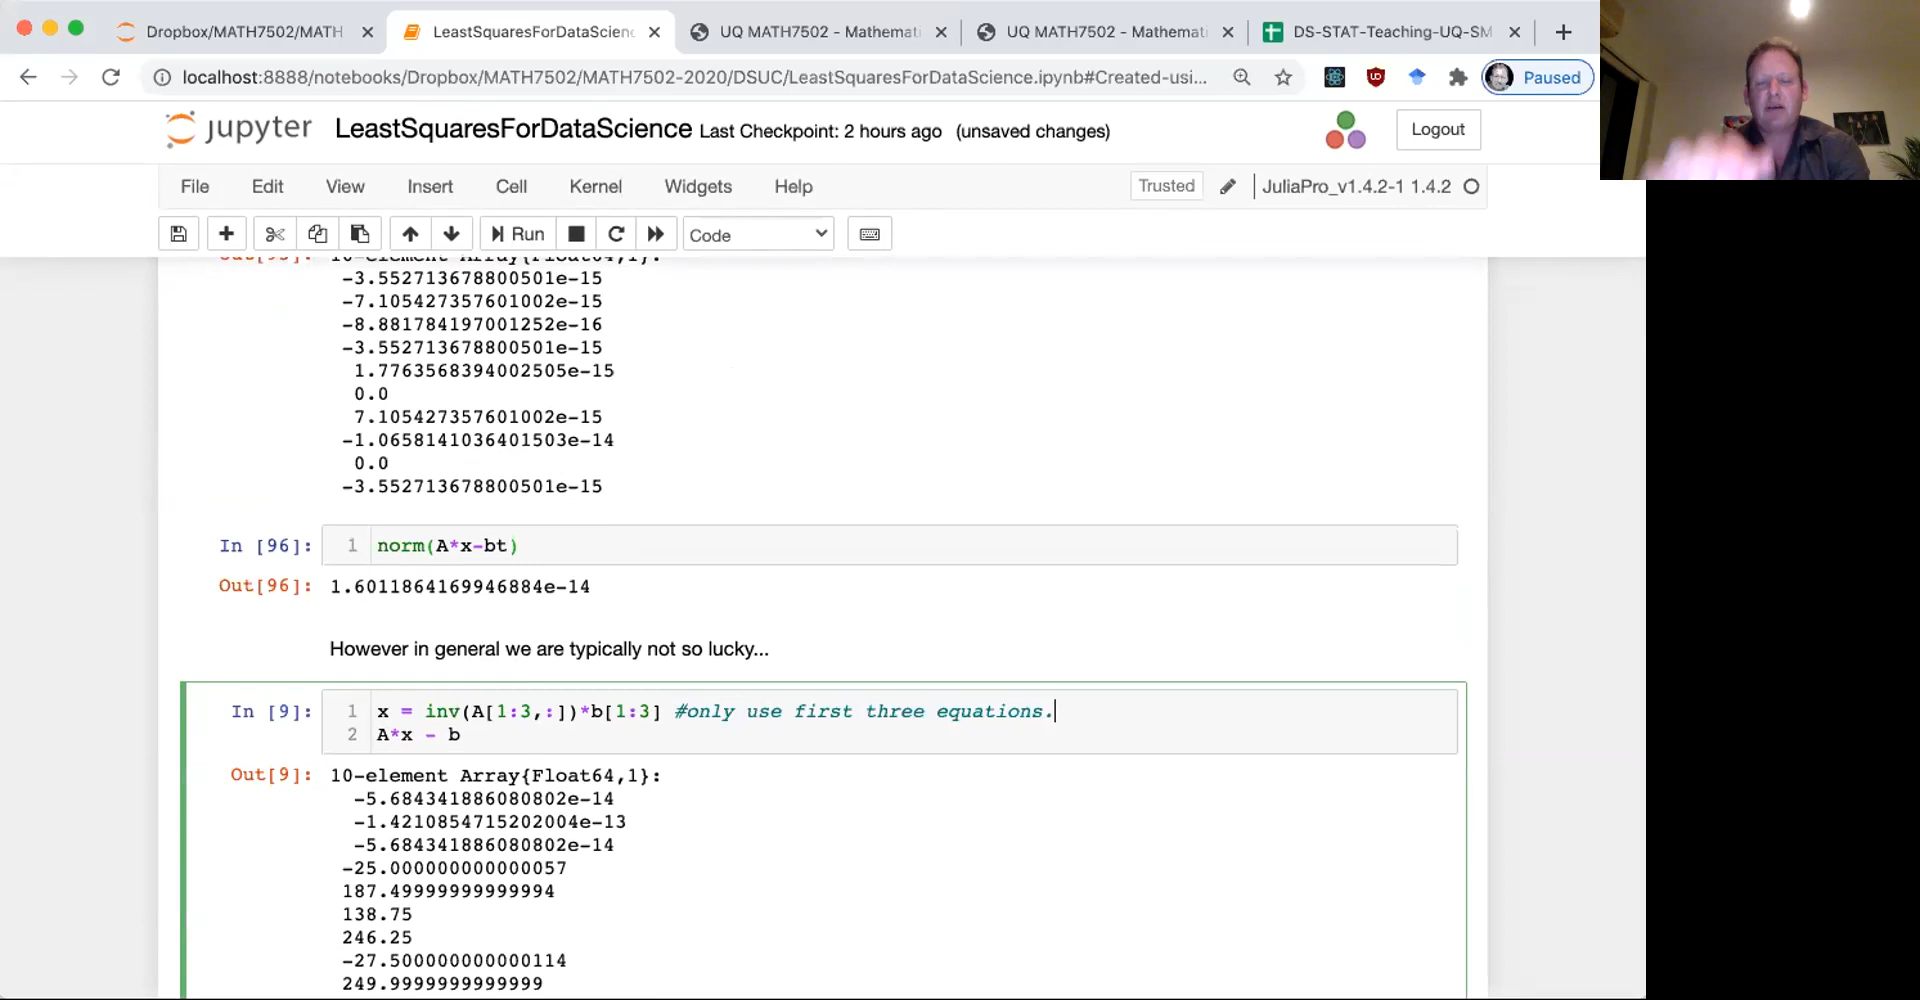 Dropbox/MATH7502/MATH
LeastSquaresForDataScienc
UQ MATH7502 - Mathemati
UQ MATH7502 - Mathemat
DS-STAT-Teaching-UQ-SM
localhost:8888/notebooks/Dropbox/MATH7502/MATH7502-2020/DSUC/LeastSquaresForDataScience.ipynb#Created-usi...
Paused
jupyter LeastSquaresForDataScience Last Checkpoint: 2 hours ago (unsaved changes)
Logout
File Edit View Insert Cell Kernel Widgets Help
Trusted JuliaPro_v1.4.2-1 1.4.2
Run Code
10-element Array{Float64,1}:
-3.552713678800501e-15
-7.105427357601002e-15
-8.881784197001252e-16
-3.552713678800501e-15
1.7763568394002505e-15
0.0
7.105427357601002e-15
-1.0658141036401503e-14
0.0
-3.552713678800501e-15
In [96]: 1 norm(A*x-bt)
Out[96]: 1.6011864169946884e-14
However in general we are typically not so lucky...
In [9]: 1 x = inv(A[1:3,:])*b[1:3] #only use first three equations.
2 A*x - b
Out[9]: 10-element Array{Float64,1}:
-5.684341886080802e-14
-1.4210854715202004e-13
-5.684341886080802e-14
-25.000000000000057
187.49999999999994
138.75
246.25
-27.500000000000114
249.9999999999999